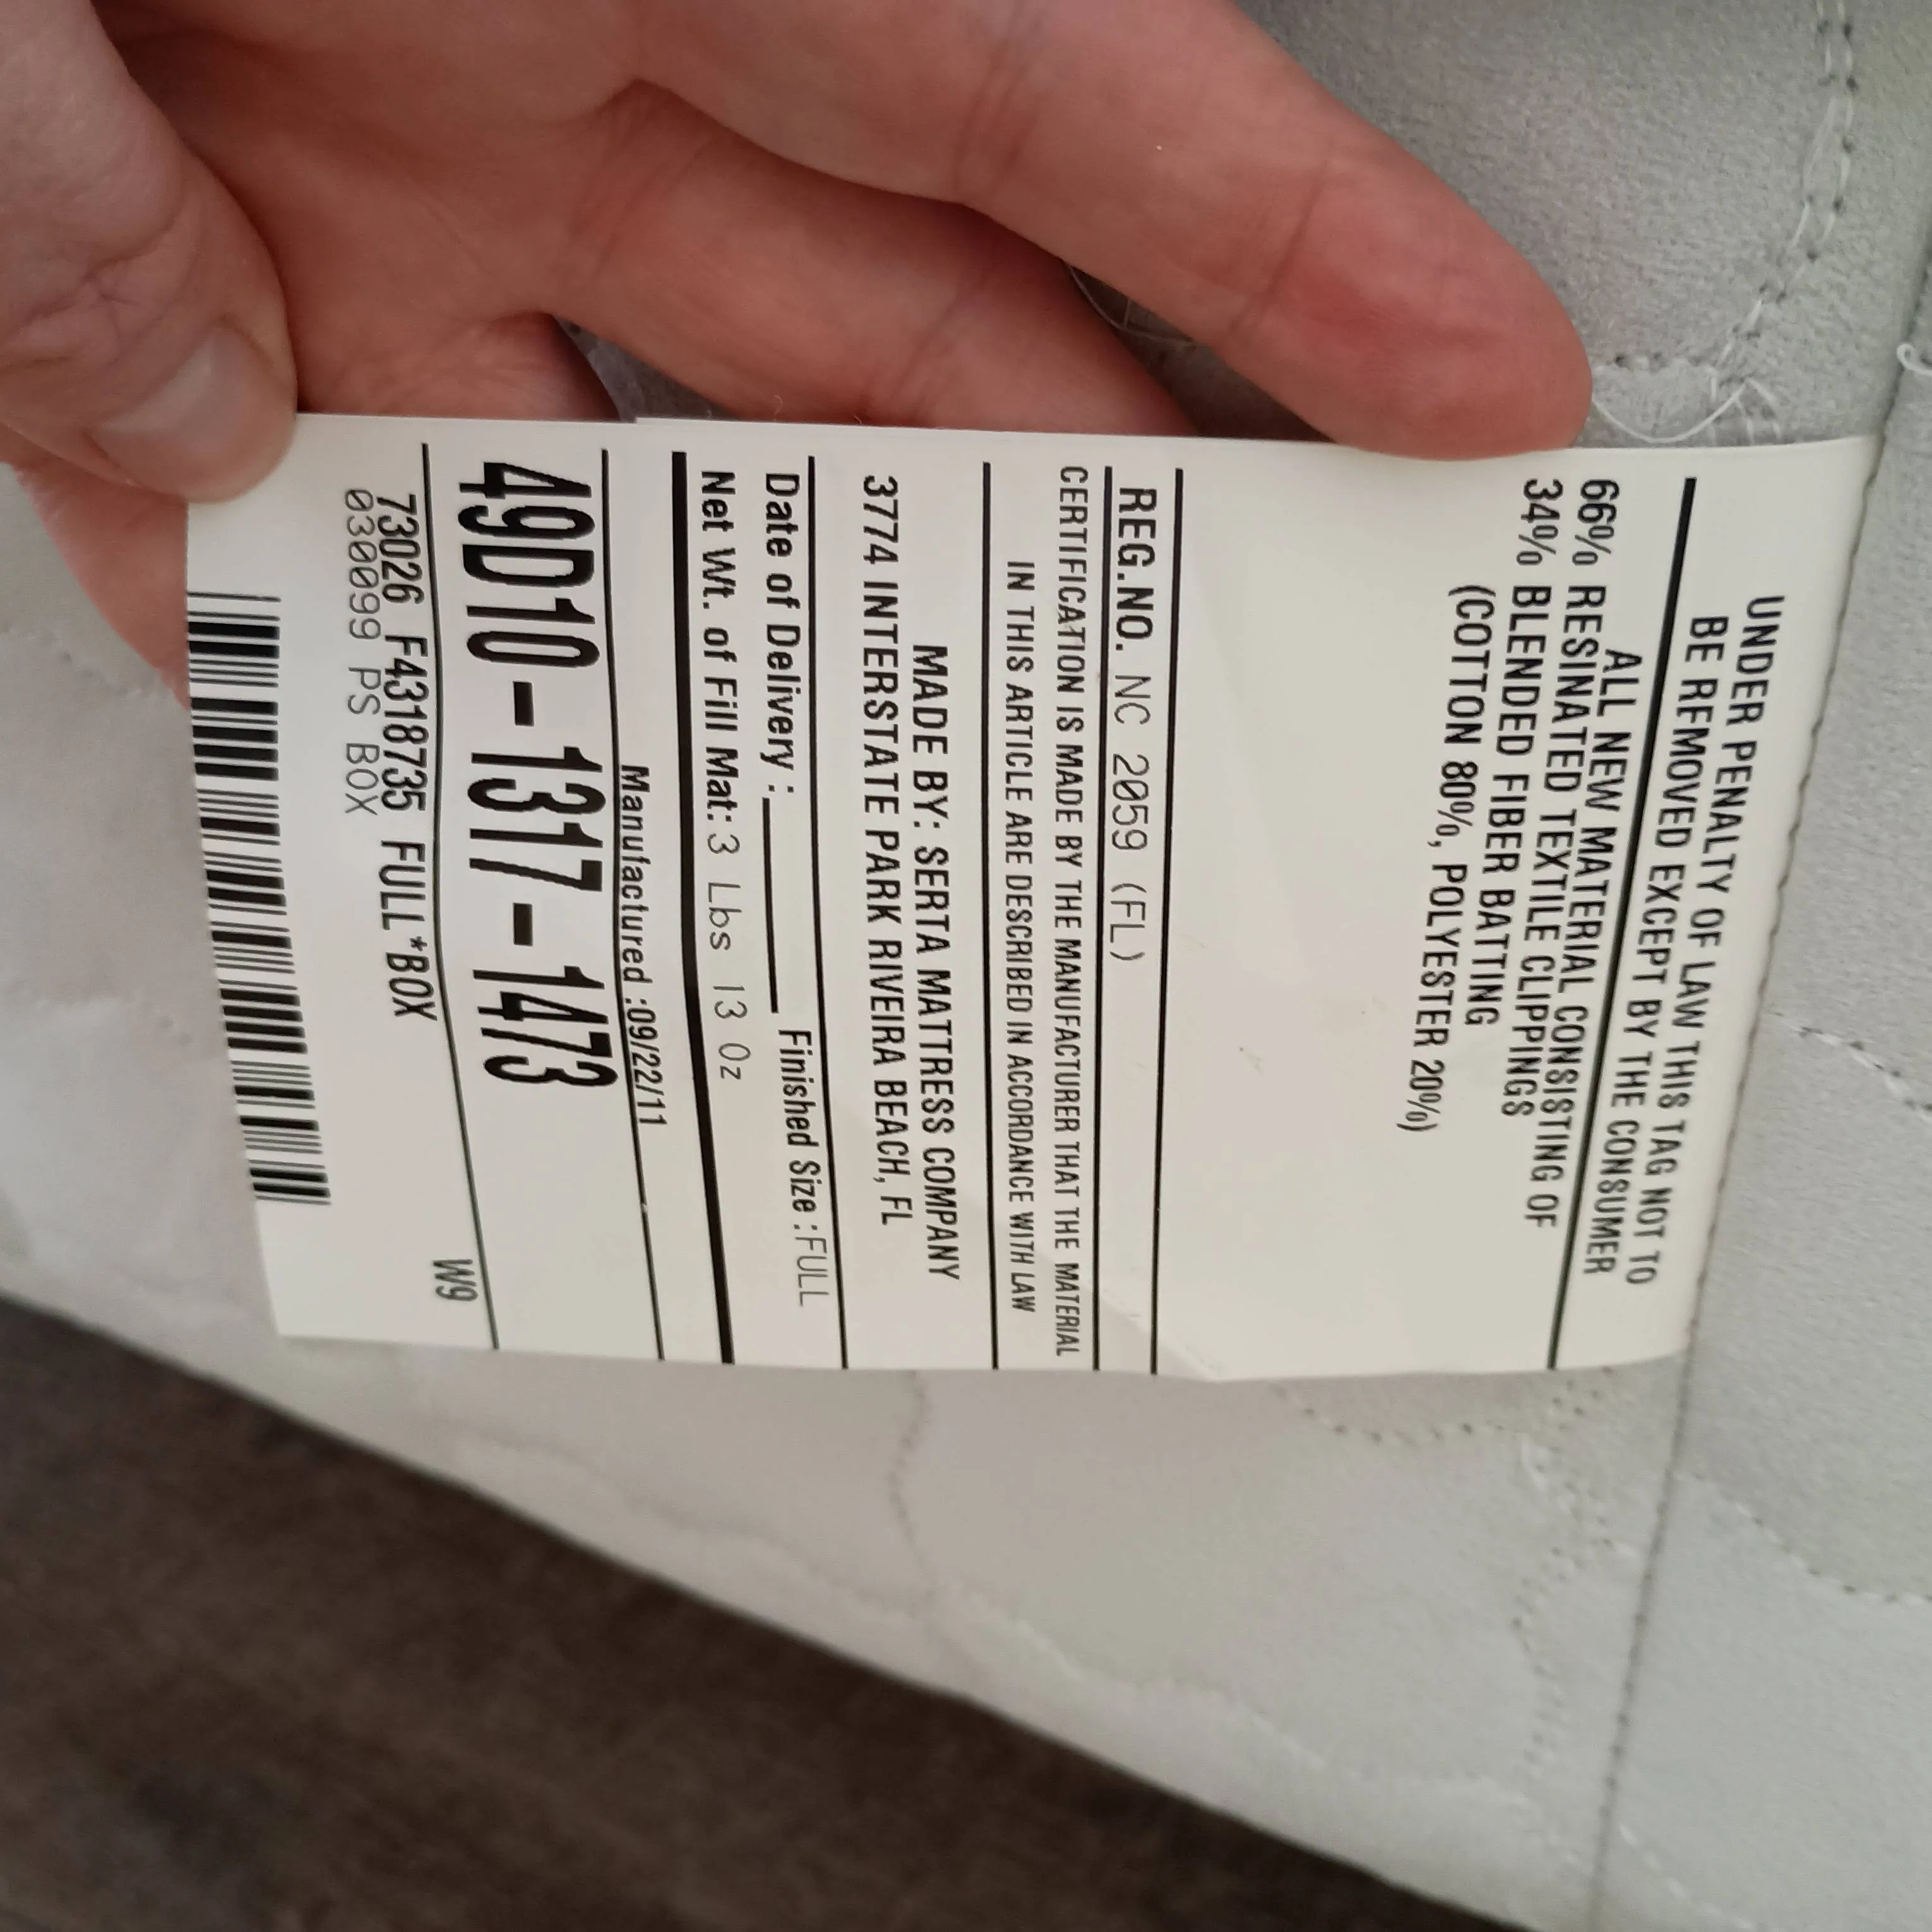 UNDER PENALTY OF LAW THIS TAG NOT TO
BE REMOVED EXCEPT BY THE CONSUMER
ALL NEW MATERIAL CONSISTING OF
66% RESINATED TEXTILE CLIPPINGS
34% BLENDED FIBER BATTING
(COTTON 80%, POLYESTER 20%)
REG.NO. NC 2059 (FL)
CERTIFICATION IS MADE BY THE MANUFACTURER THAT THE MATERIAL
IN THIS ARTICLE ARE DESCRIBED IN ACCORDANCE WITH LAW
MADE BY: SERTA MATTRESS COMPANY
3774 INTERSTATE PARK RIVEIRA BEACH, FL
Date of Delivery :________ Finished Size :FULL
Net Wt. of Fill Mat: 3 Lbs 13 Oz
Manufactured :09/22/11
49D10-1317-1473
73026 F4318735 FULL*BOX W9
030099 PS BOX